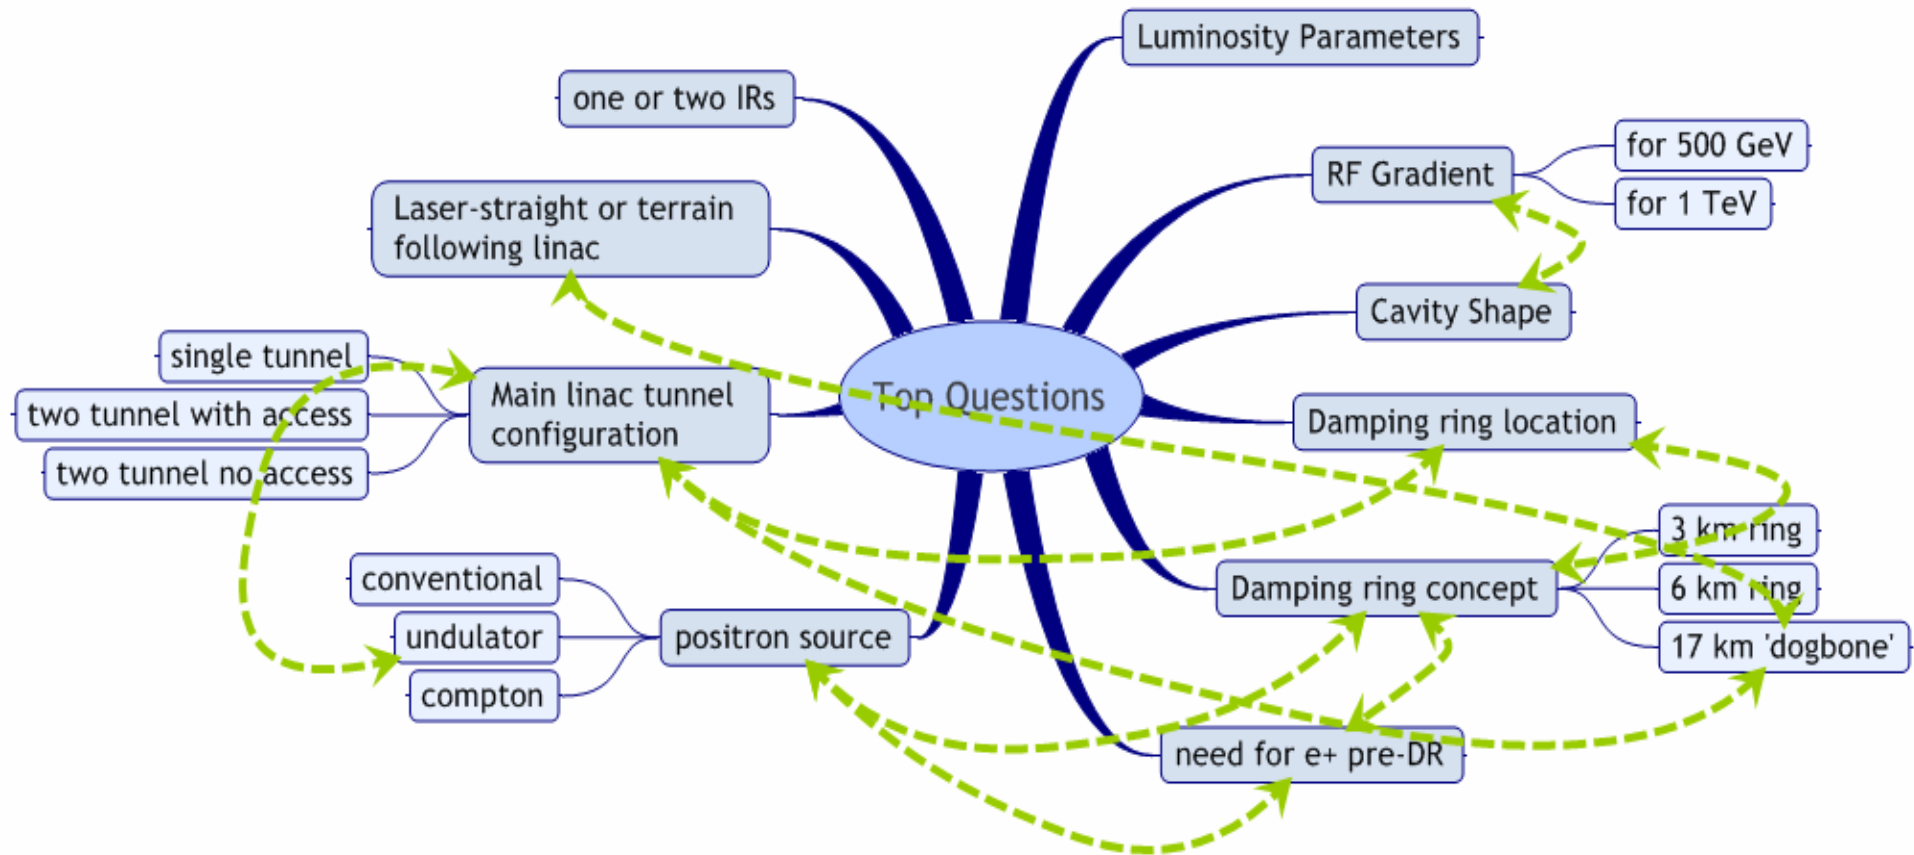 Luminosity Parameters
one or two IRs
for 500 GeV
RF Gradient
for 1 TeV
Laser-straight or terrain
following linac
Cavity Shape
single tunnel
Main linac tunnel
configuration
two tunnel with access
two tunnel no access
Top Questions
Damping ring location
3 km ring
Damping ring concept
6 km ring
17 km 'dogbone'
conventional
positron source
undulator
compton
need for e+ pre-DR